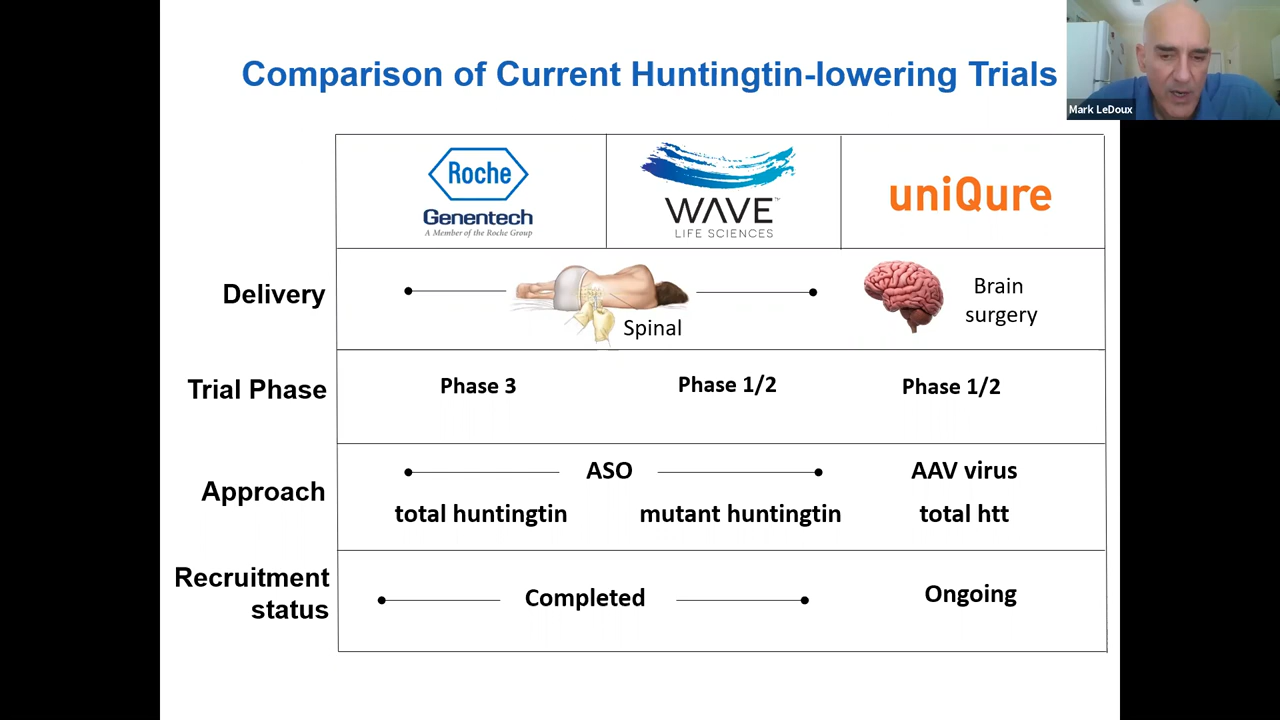 Comparison of Current Huntingtin-lowering Trials
Mark LeDoux
Roche
Genentech
A Member of the Roche Group
WAVE™
LIFE SCIENCES
uniQure
Delivery
Spinal
Brain
surgery
Trial Phase
Phase 3
Phase 1/2
Phase 1/2
Approach
ASO
AAV virus
total huntingtin
mutant huntingtin
total htt
Recruitment
status
Completed
Ongoing